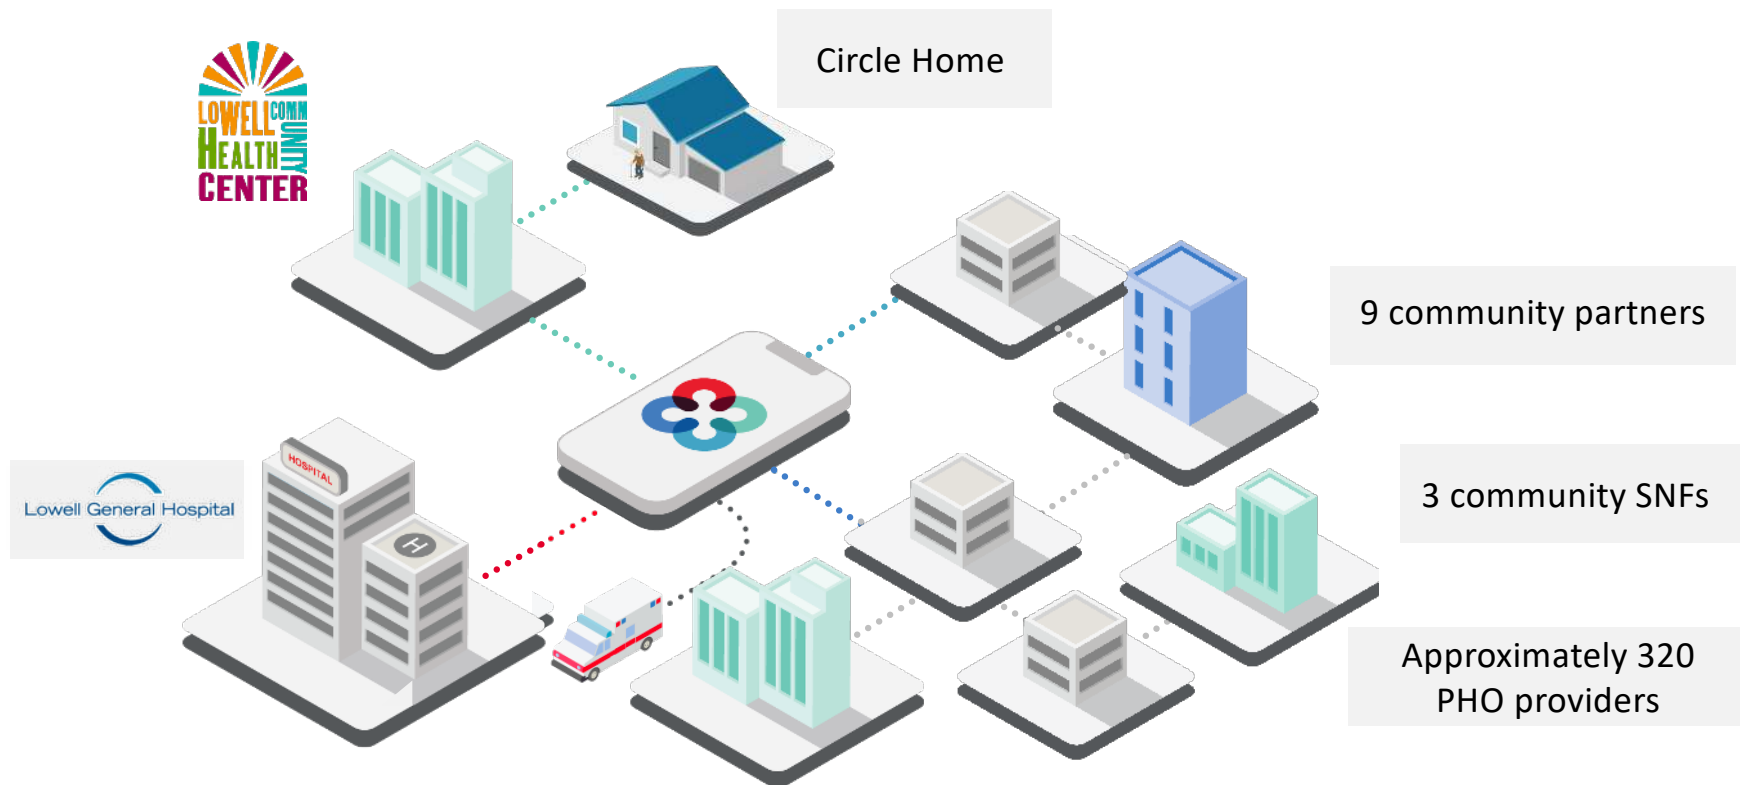 Circle Home
LOWELL COMMUNITY
HEALTH
CENTER
9 community partners
HOSPITAL
Lowell General Hospital
H
3 community SNFs
Approximately 320
PHO providers